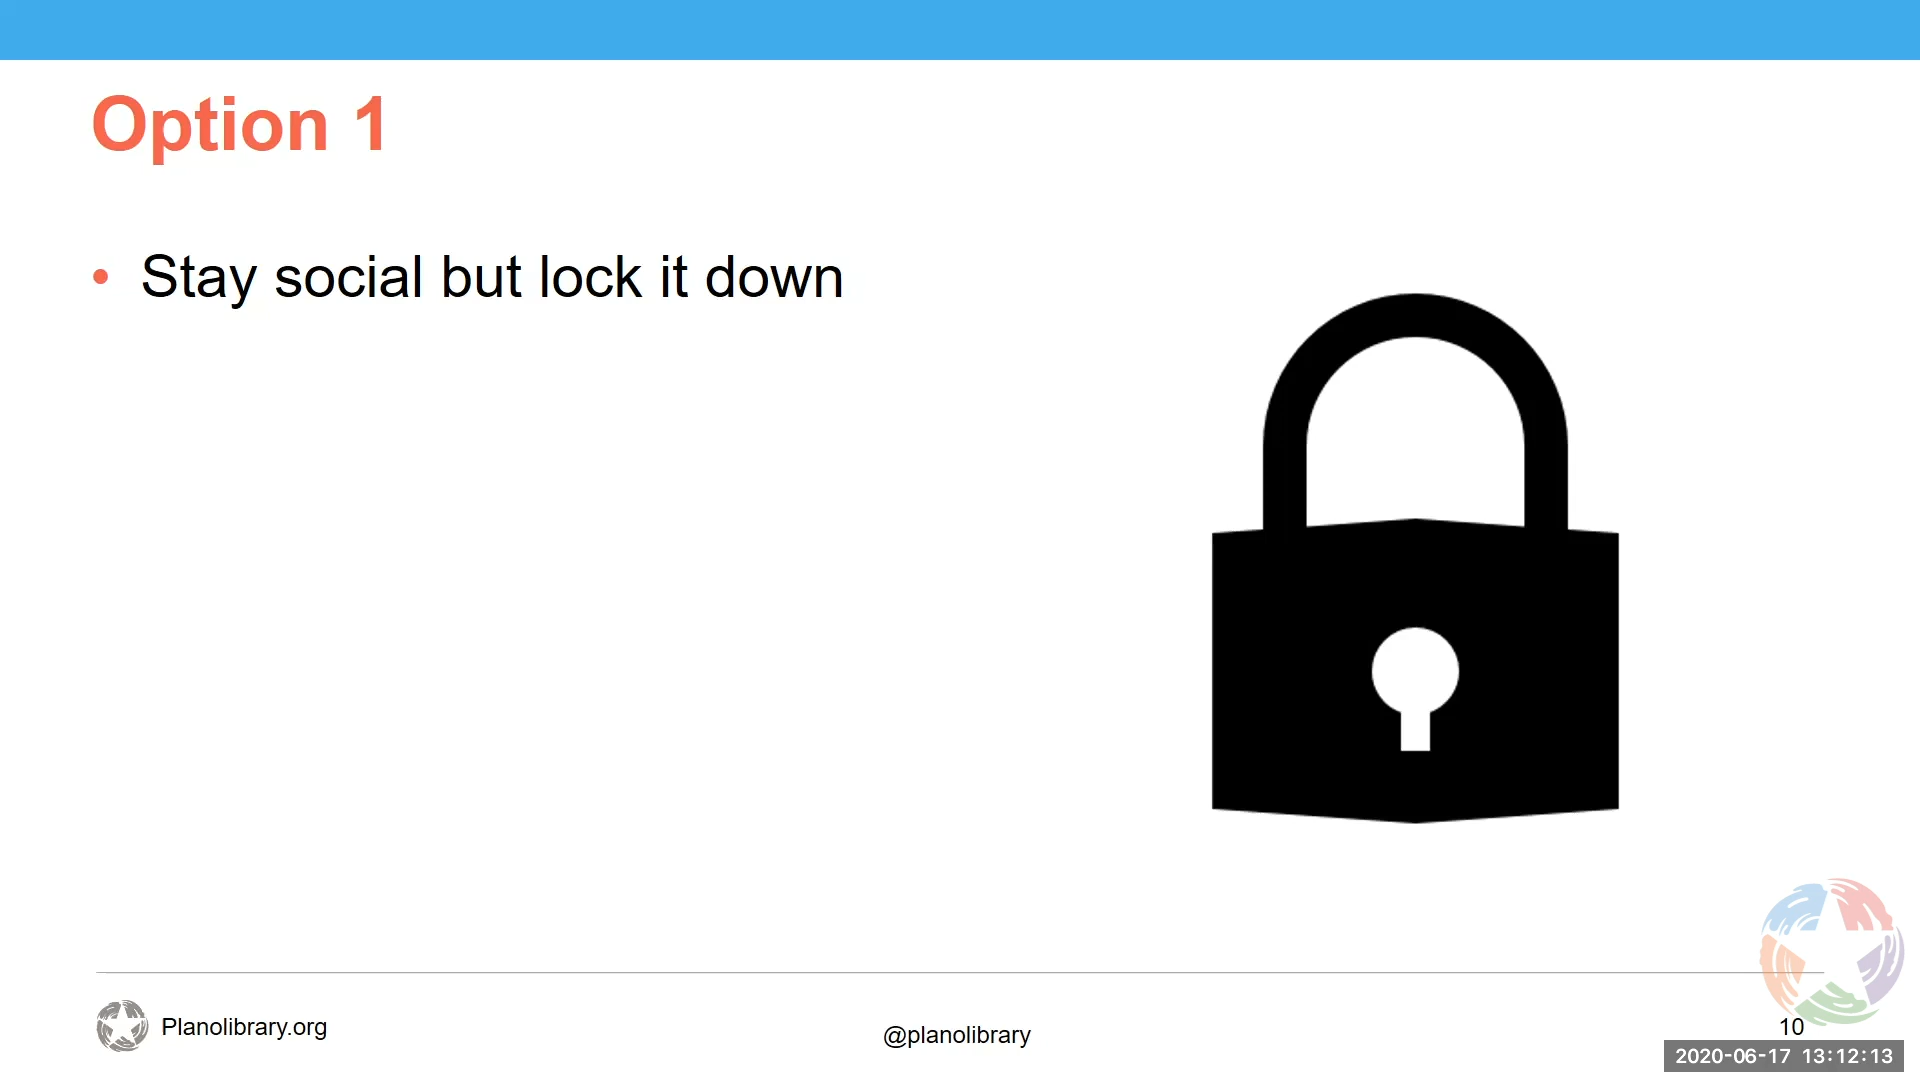 Option 1
• Stay social but lock it down
Planolibrary.org
@planolibrary
10
2020-06-17 13:12:13